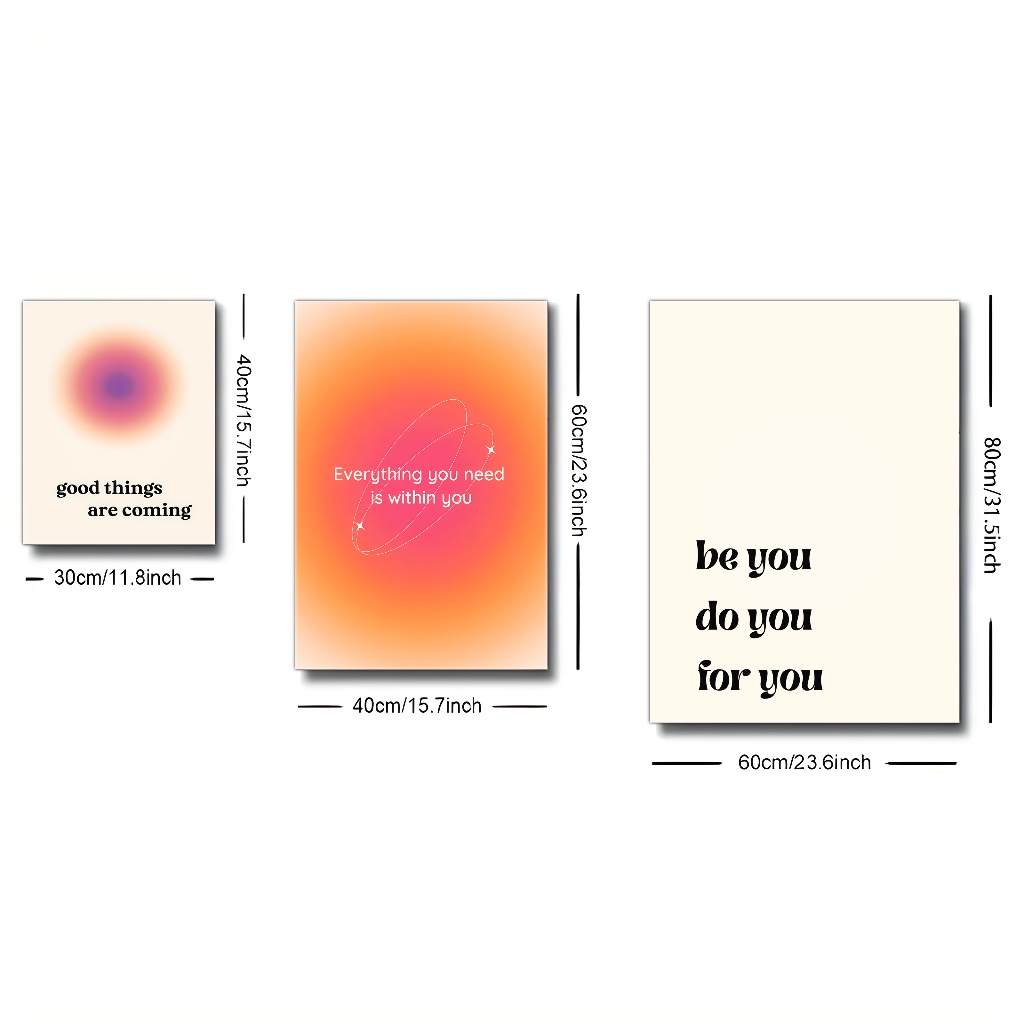 good things
are coming
40cm/15.7inch
30cm/11.8inch
Everything you need
is within you
60cm/23.6inch
40cm/15.7inch
be you
do you
for you
80cm/31.5inch
60cm/23.6inch